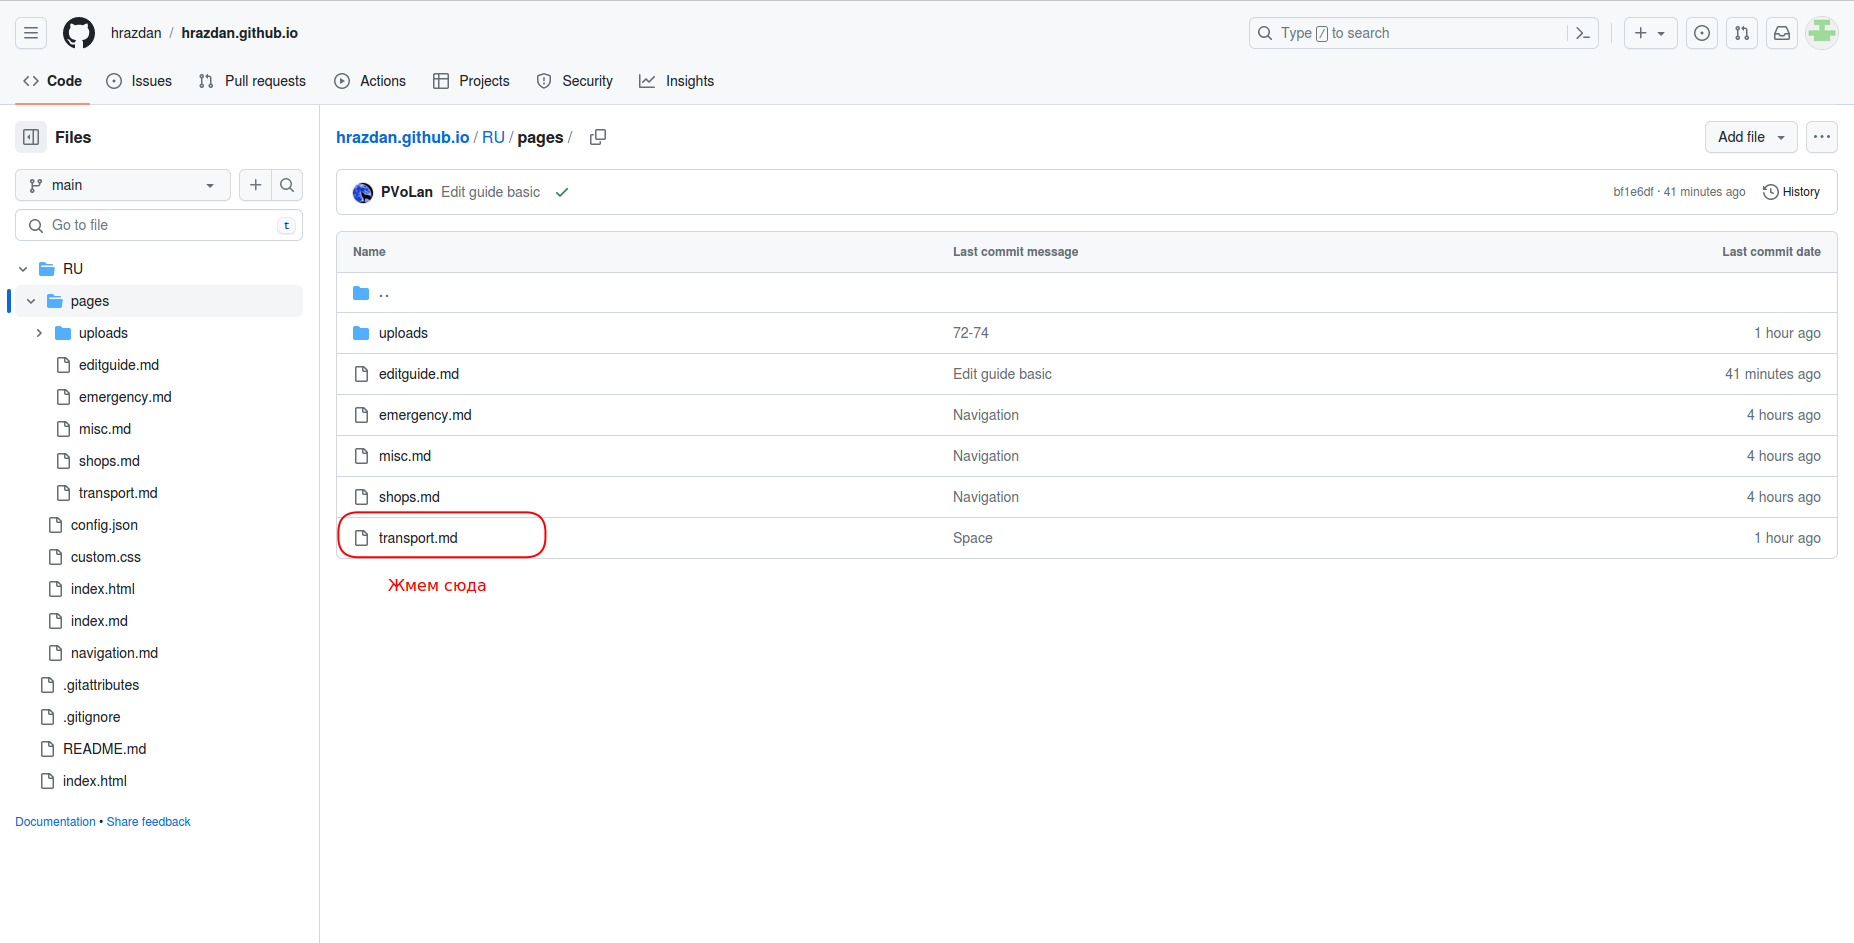 hrazdan / hrazdan.github.io
Type / to search
Code Issues Pull requests Actions Projects Security Insights
Files
main
Go to file t
RU
pages
uploads
editguide.md
emergency.md
misc.md
shops.md
transport.md
config.json
custom.css
index.html
index.md
navigation.md
.gitattributes
.gitignore
README.md
index.html
Documentation • Share feedback
hrazdan.github.io / RU / pages /
Add file
PVoLan Edit guide basic
bf1e6df · 41 minutes ago History
Name Last commit message Last commit date
..
uploads 72-74 1 hour ago
editguide.md Edit guide basic 41 minutes ago
emergency.md Navigation 4 hours ago
misc.md Navigation 4 hours ago
shops.md Navigation 4 hours ago
transport.md Space 1 hour ago
Жмем сюда